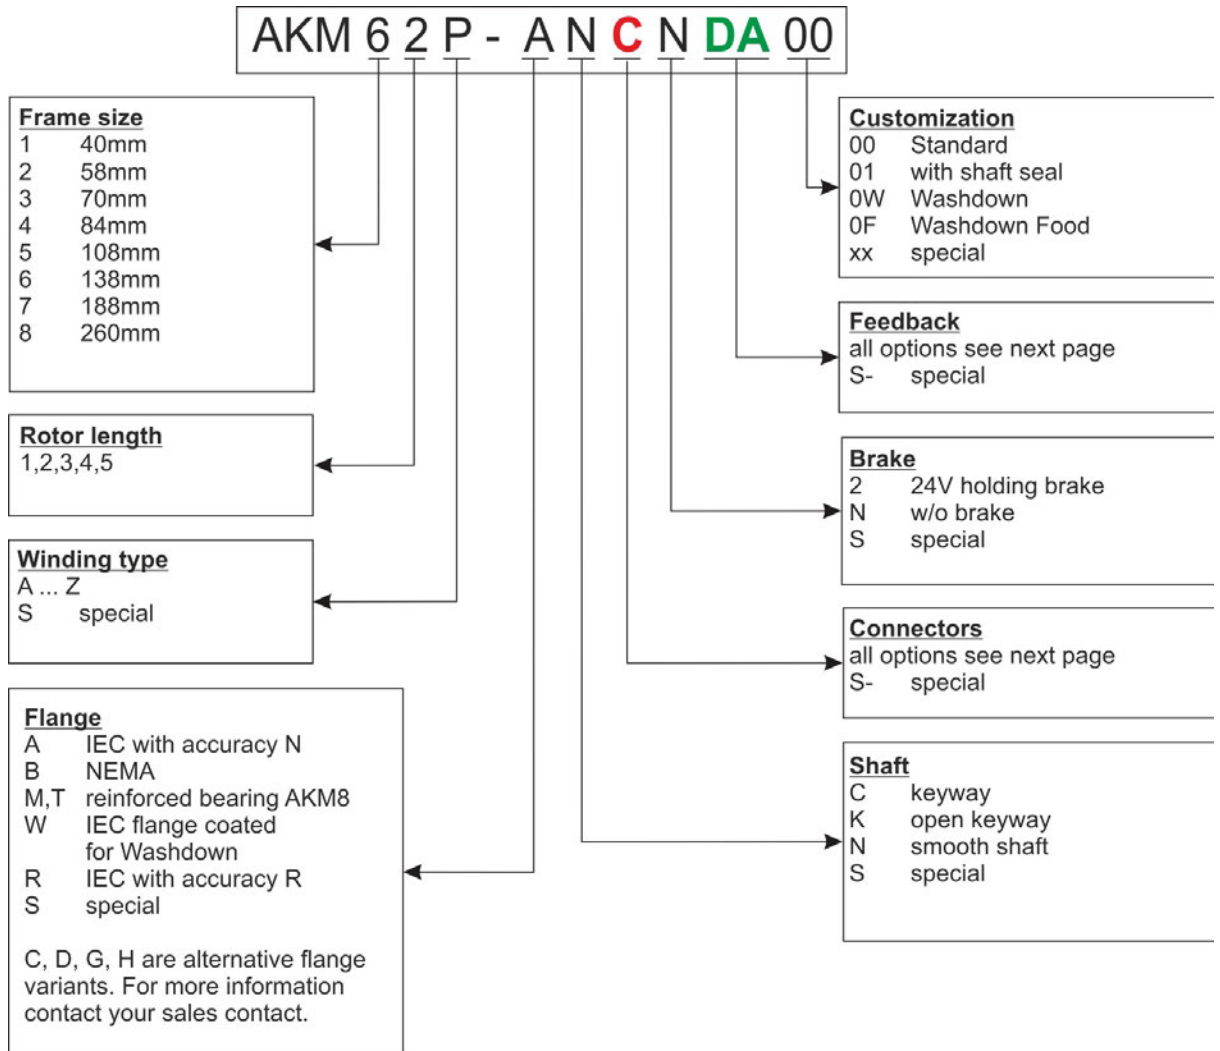 AKM 6 2 P - A N C N DA 00
Frame size
1 40mm
2 58mm
3 70mm
4 84mm
5 108mm
6 138mm
7 188mm
8 260mm
Rotor length
1,2,3,4,5
Winding type
A ... Z
S special
Flange
A IEC with accuracy N
B NEMA
M,T reinforced bearing AKM8
W IEC flange coated
for Washdown
R IEC with accuracy R
S special
C, D, G, H are alternative flange
variants. For more information
contact your sales contact.
Customization
00 Standard
01 with shaft seal
0W Washdown
0F Washdown Food
xx special
Feedback
all options see next page
S- special
Brake
2 24V holding brake
N w/o brake
S special
Connectors
all options see next page
S- special
Shaft
C keyway
K open keyway
N smooth shaft
S special